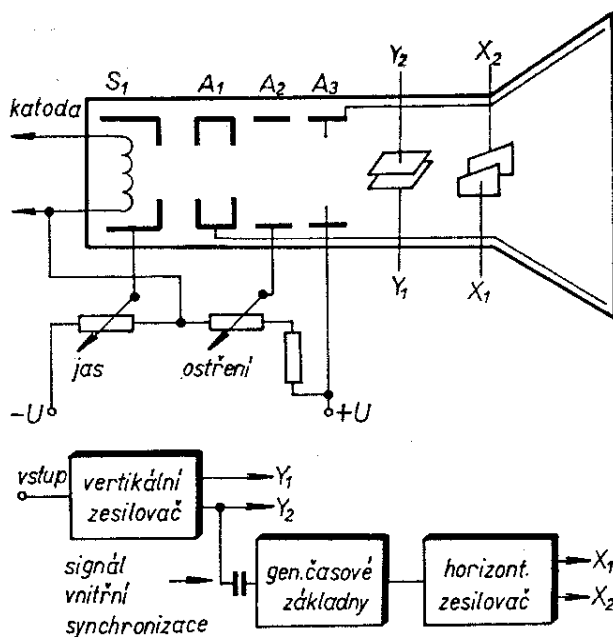 S1 A1 A2 A3 Y2 X2
katoda
Y1 X1
jas
ostření
-U
+U
vstup
vertikální
zesilovač
Y1
Y2
signál
vnitřní
synchronizace
gen.časové
základny
horizont.
zesilovač
X1
X2